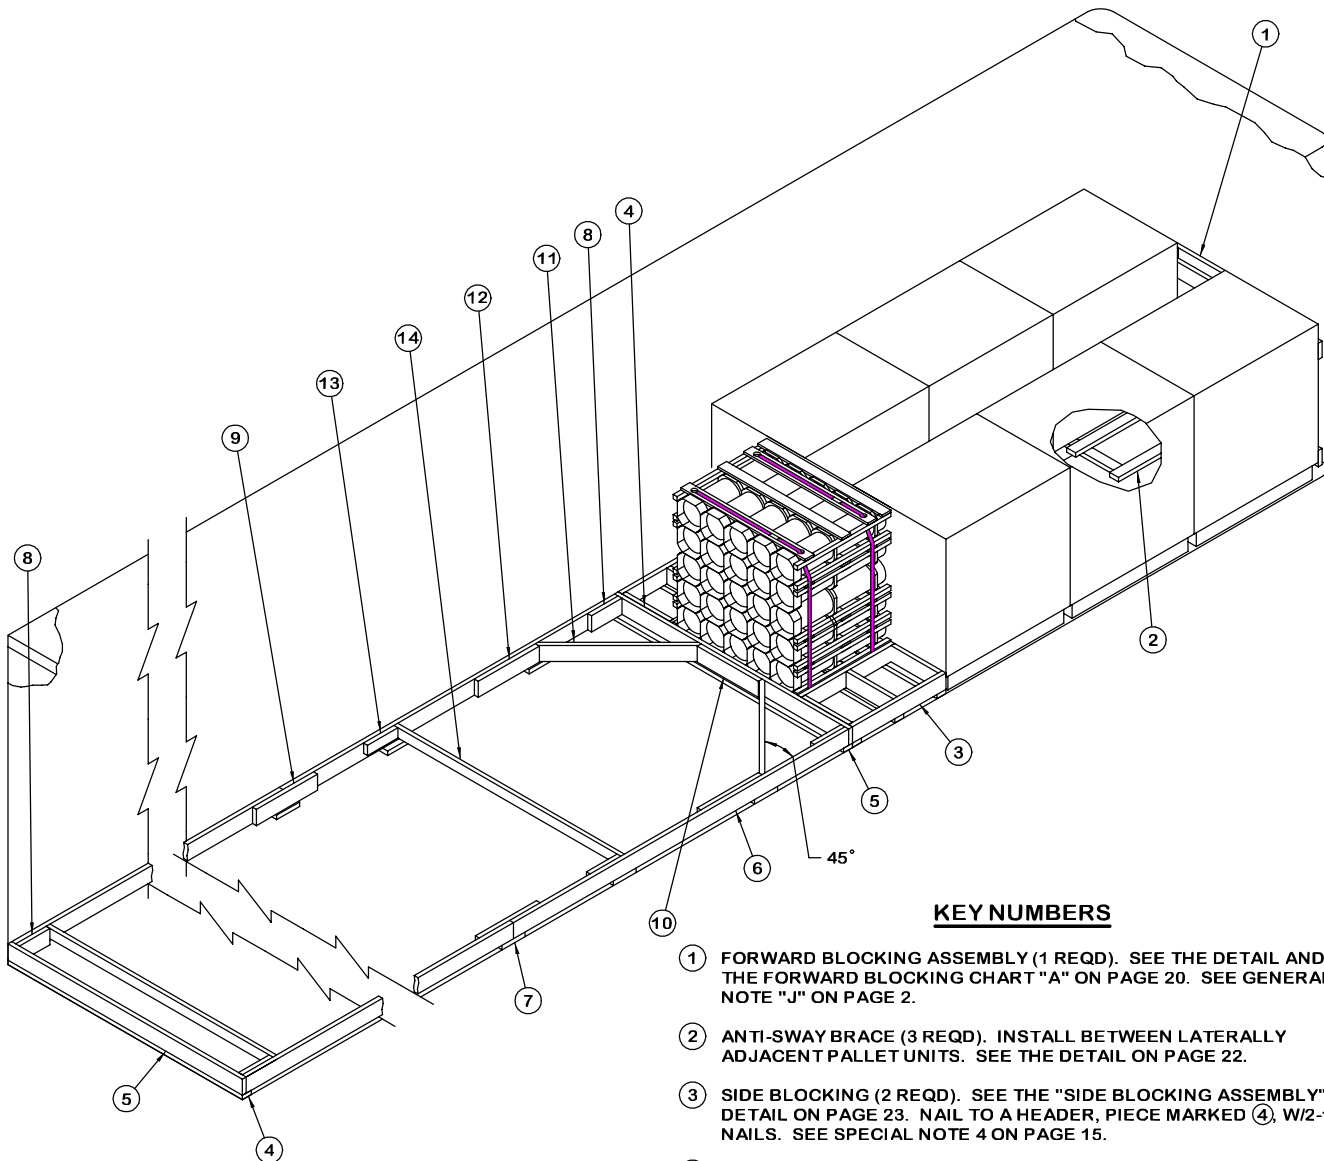 1
4
8
11
12
14
13
9
8
2
3
5
6
45°
10
7
5
4
KEY NUMBERS
1 FORWARD BLOCKING ASSEMBLY (1 REQD). SEE THE DETAIL AND
THE FORWARD BLOCKING CHART "A" ON PAGE 20. SEE GENERAL
NOTE "J" ON PAGE 2.
2 ANTI-SWAY BRACE (3 REQD). INSTALL BETWEEN LATERALLY
ADJACENT PALLET UNITS. SEE THE DETAIL ON PAGE 22.
3 SIDE BLOCKING (2 REQD). SEE THE "SIDE BLOCKING ASSEMBLY"
DETAIL ON PAGE 23. NAIL TO A HEADER, PIECE MARKED 4, W/2-
NAILS. SEE SPECIAL NOTE 4 ON PAGE 15.